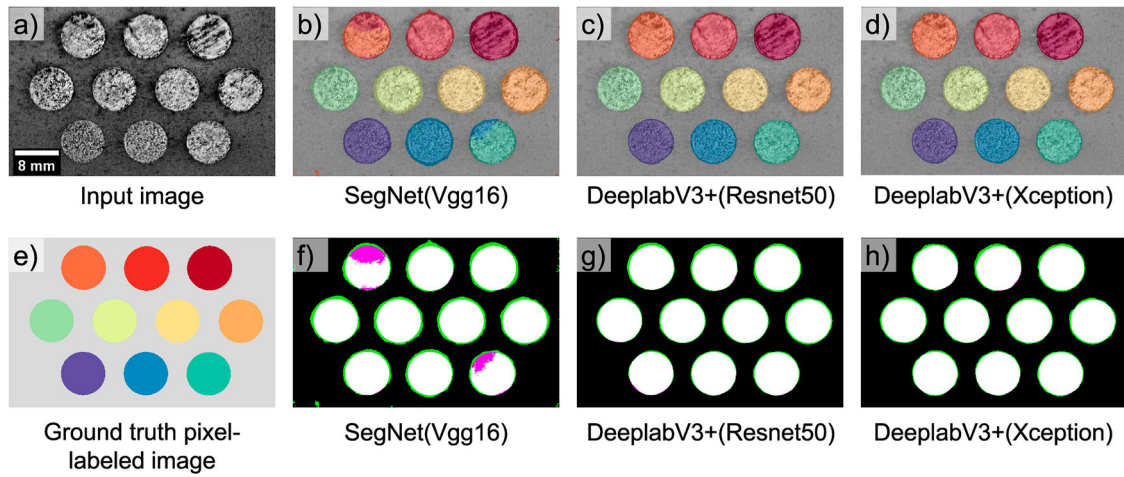 a)
b)
c)
d)
8 mm
Input image
SegNet(Vgg16)
DeeplabV3+(Resnet50)
DeeplabV3+(Xception)
e)
f)
g)
h)
Ground truth pixel-
labeled image
SegNet(Vgg16)
DeeplabV3+(Resnet50)
DeeplabV3+(Xception)